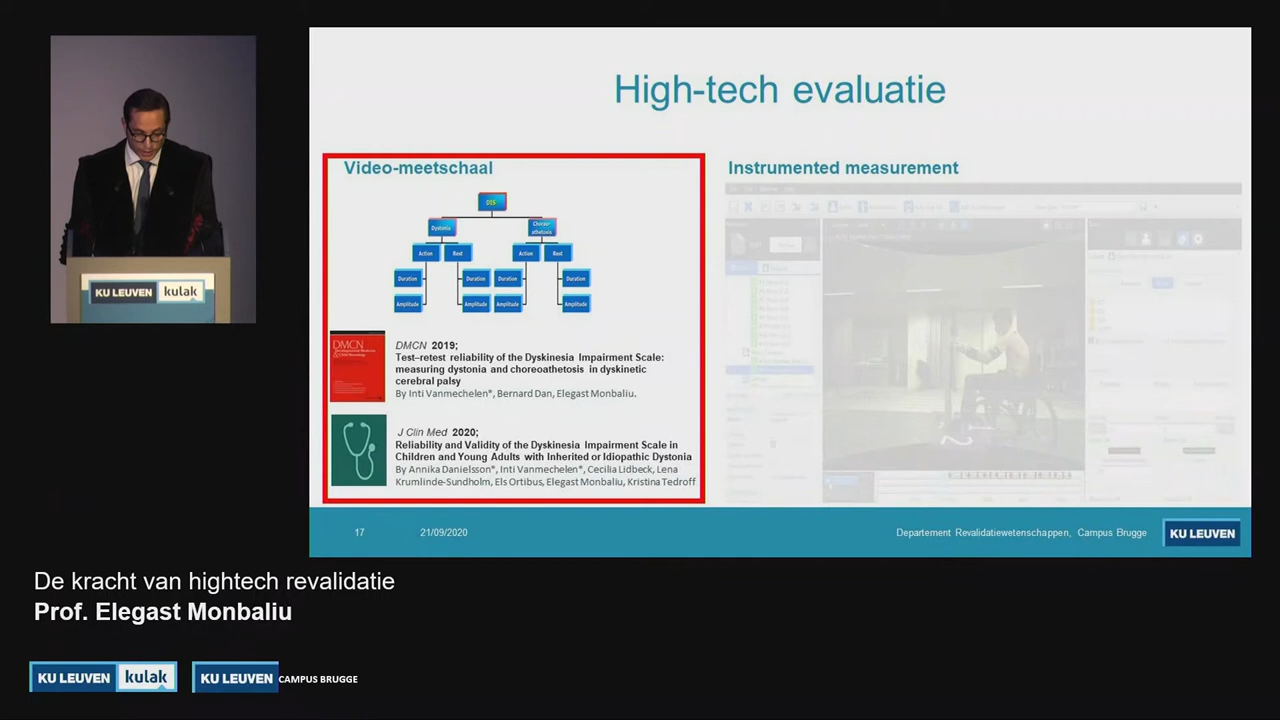 High-tech evaluatie
Video-meetschaal
DIS
Dystonia
Choreo-
athetosis
Action
Rest
Action
Rest
Duration
Duration
Duration
Duration
Amplitude
Amplitude
Amplitude
Amplitude
DMCN
DMCN 2019;
Test–retest reliability of the Dyskinesia Impairment Scale:
measuring dystonia and choreoathetosis in dyskinetic
cerebral palsy
By Inti Vanmechelen*, Bernard Dan, Elegast Monbaliu.
J Clin Med 2020;
Reliability and Validity of the Dyskinesia Impairment Scale in
Children and Young Adults with Inherited or Idiopathic Dystonia
By Annika Danielsson*, Inti Vanmechelen*, Cecilia Lidbeck, Lena
Krumlinde-Sundholm, Els Ortibus, Elegast Monbaliu, Kristina Tedroff
Instrumented measurement
17 21/09/2020 Departement Revalidatiewetenschappen, Campus Brugge KU LEUVEN
KU LEUVEN kulak
De kracht van hightech revalidatie
Prof. Elegast Monbaliu
KU LEUVEN kulak KU LEUVEN CAMPUS BRUGGE